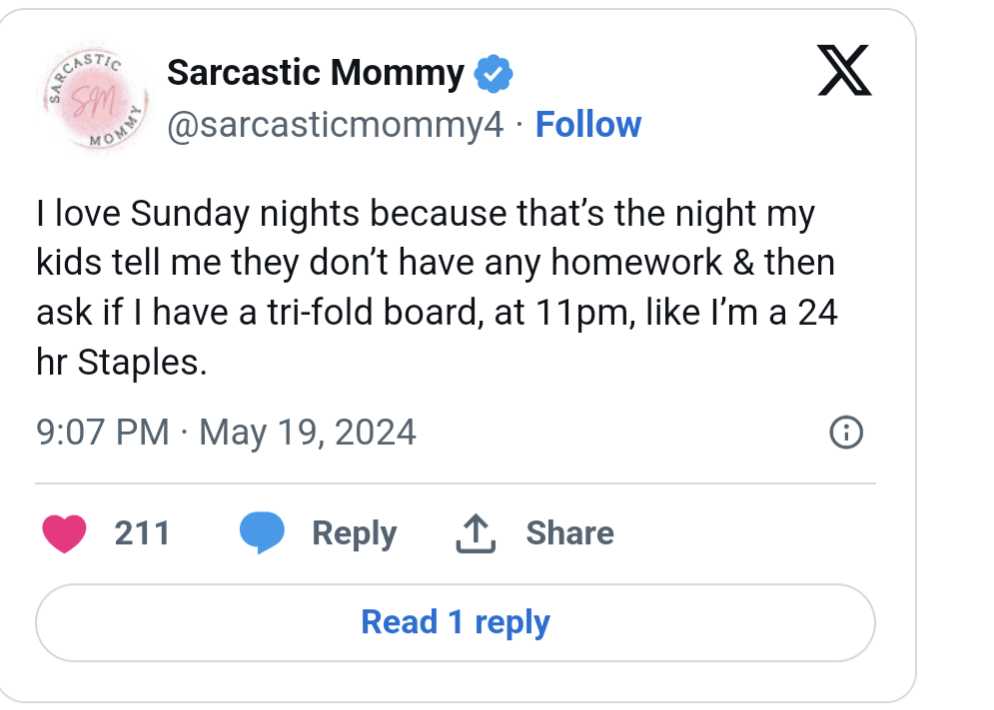 SARCASTIC
SM
MOMMY
Sarcastic Mommy
@sarcasticmommy4 · Follow
X
I love Sunday nights because that’s the night my
kids tell me they don’t have any homework & then
ask if I have a tri-fold board, at 11pm, like I’m a 24
hr Staples.
9:07 PM · May 19, 2024
211 Reply Share
Read 1 reply